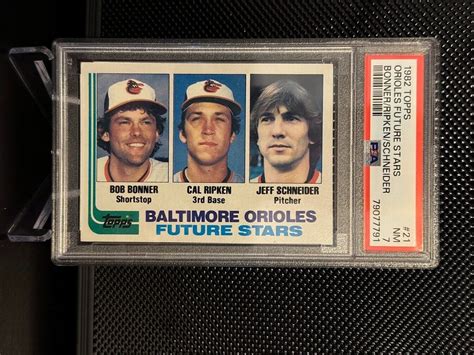 BOB BONNER
Shortstop
CAL RIPKEN
3rd Base
JEFF SCHNEIDER
Pitcher
Topps
BALTIMORE ORIOLES
FUTURE STARS
1982 TOPPS
ORIOLES FUTURE STARS
BONNER/RIPKEN/SCHNEIDER
PSA
#21
NM
7
79077791